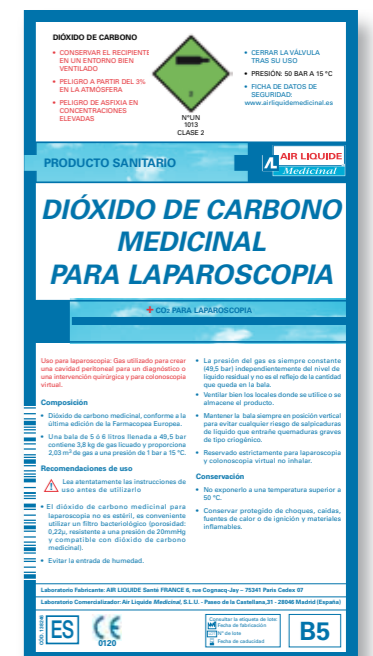 DIÓXIDO DE CARBONO
• CONSERVAR EL RECIPIENTE
EN UN ENTORNO BIEN
VENTILADO
• PELIGRO A PARTIR DEL 3%
EN LA ATMÓSFERA
• PELIGRO DE ASFIXIA EN
CONCENTRACIONES
ELEVADAS
NºUN
1013
CLASE 2
• CERRAR LA VÁLVULA
TRAS SU USO
• PRESIÓN: 50 BAR A 15 ºC
• FICHA DE DATOS DE
SEGURIDAD:
www.airliquidemedicinal.es
PRODUCTO SANITARIO
AIR LIQUIDE
Medicinal
DIÓXIDO DE CARBONO
MEDICINAL
PARA LAPAROSCOPIA
+ CO₂ PARA LAPAROSCOPIA
Uso para laparoscopia: Gas utilizado para crear
una cavidad peritoneal para un diagnóstico o
una intervención quirúrgica y para colonoscopia
virtual.
Composición
• Dióxido de carbono medicinal, conforme a la
última edición de la Farmacopea Europea.
• Una bala de 5 ó 6 litros llenada a 49,5 bar
contiene 3,8 kg de gas licuado y proporciona
2,03 m³ de gas a una presión de 1 bar a 15 °C.
Recomendaciones de uso
Lea atentatamente las instrucciones de
uso antes de utilizarlo
• El dióxido de carbono medicinal para
laparoscopia no es estéril, es conveniente
utilizar un filtro bacteriológico (porosidad:
0,22µ, resistente a una presión de 20mmHg
y compatible con dióxido de carbono
medicinal).
• Evitar la entrada de humedad.
• La presión del gas es siempre constante
(49,5 bar) independientemente del nivel de
líquido residual y no es el reflejo de la cantidad
que queda en la bala.
• Ventilar bien los locales donde se utilice o se
almacene el producto.
• Mantener la bala siempre en posición vertical
para evitar cualquier riesgo de salpicaduras
de líquido que entrañe quemaduras graves
de tipo criogénico.
• Reservado estrictamente para laparoscopia
y colonoscopia virtual no inhalar.
Conservación
• No exponerlo a una temperatura superior a
50 °C.
• Conservar protegido de choques, caidas,
fuentes de calor o de ignición y materiales
inflamables.
Laboratorio Fabricante: AIR LIQUIDE Santé FRANCE 6, rue Cognacq-Jay – 75341 Paris Cedex 07
Laboratorio Comercializador: Air Liquide Medicinal, S.L.U. - Paseo de la Castellana,31 - 28046 Madrid (España)
ES
CE
0120
Consultar la etiqueta de lote
Fecha de fabricación
Nº de lote
Fecha de caducidad
B5